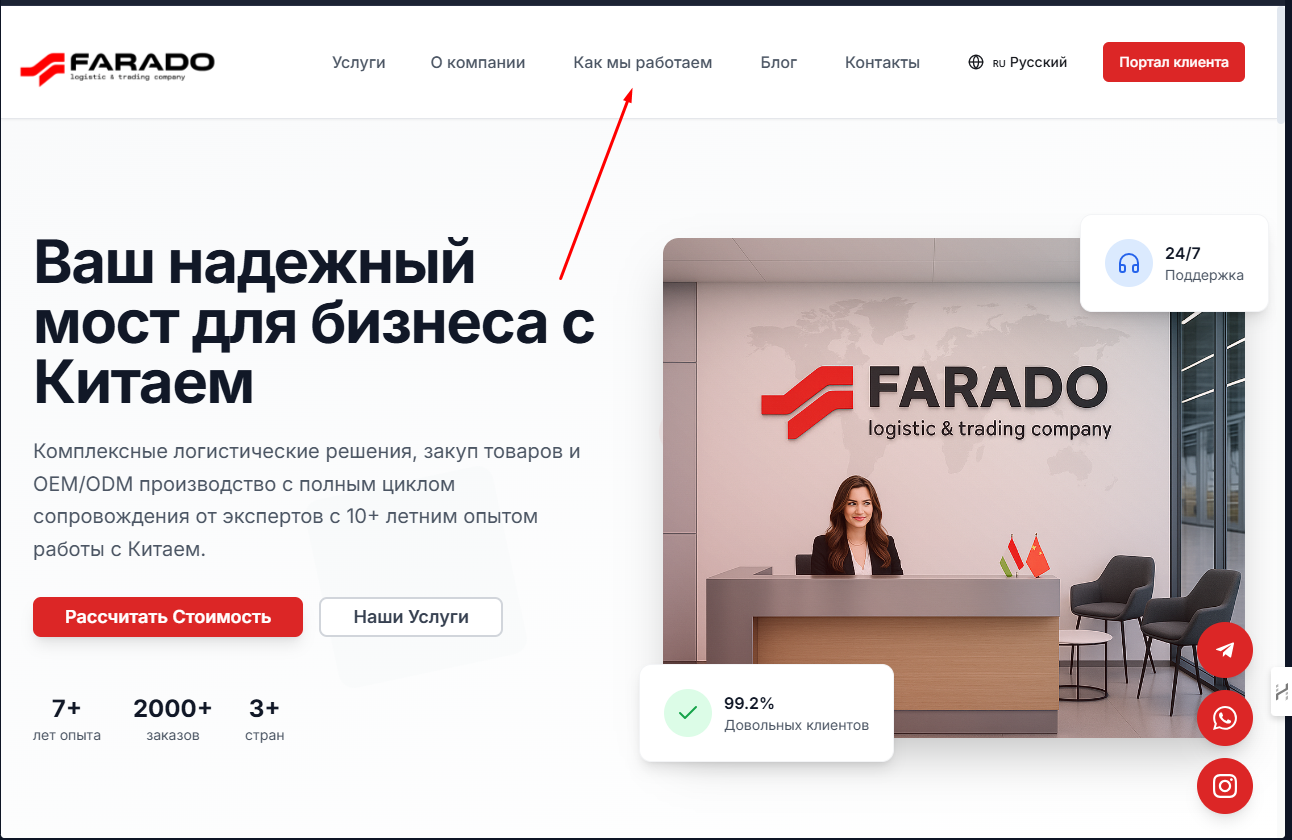 FARADO
logistic & trading company
Услуги
О компании
Как мы работаем
Блог
Контакты
RU Русский
Портал клиента
Ваш надежный
мост для бизнеса с
Китаем
Комплексные логистические решения, закуп товаров и
OEM/ODM производство с полным циклом
сопровождения от экспертов с 10+ летним опытом
работы с Китаем.
Рассчитать Стоимость
Наши Услуги
7+
лет опыта
2000+
заказов
3+
стран
24/7
Поддержка
FARADO
logistic & trading company
99.2%
Довольных клиентов